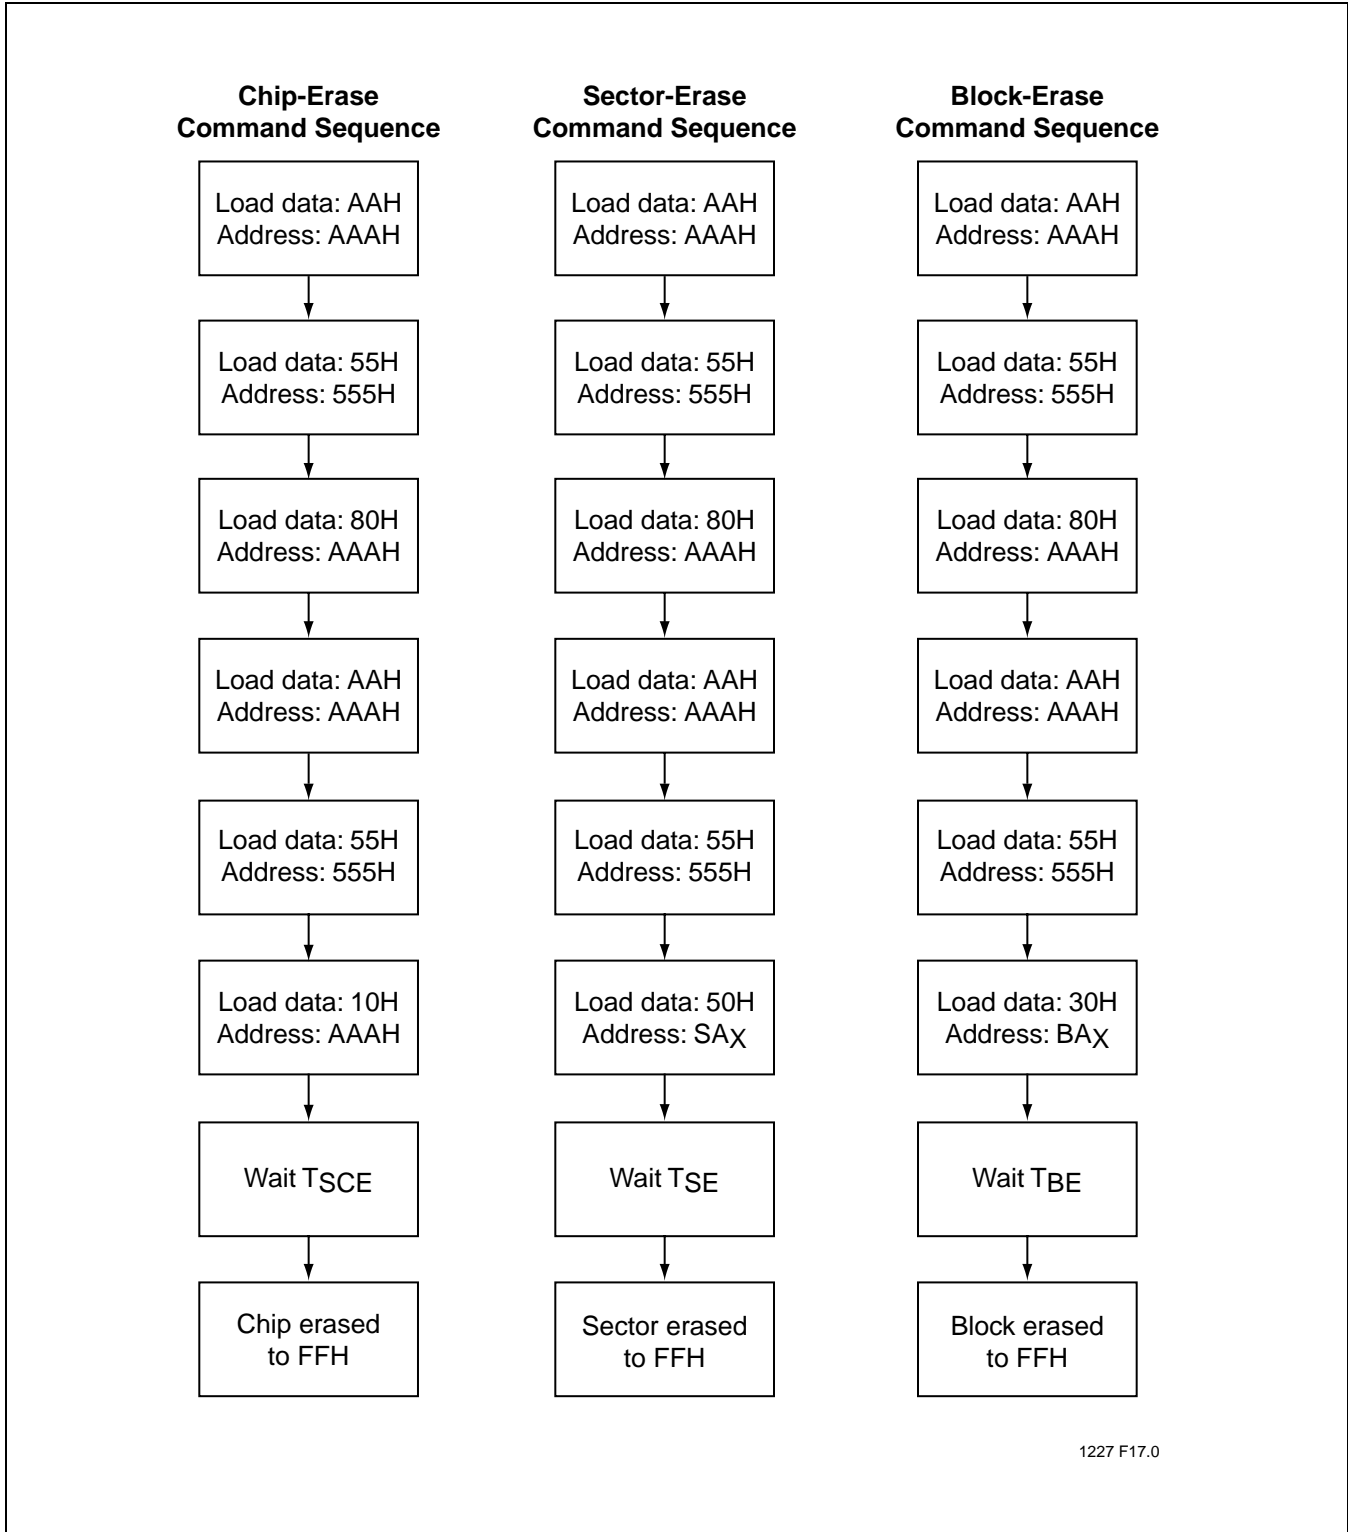 Chip-Erase
Command Sequence
Load data: AAH
Address: AAAH
Load data: 55H
Address: 555H
Load data: 80H
Address: AAAH
Load data: AAH
Address: AAAH
Load data: 55H
Address: 555H
Load data: 10H
Address: AAAH
Wait TSCE
Chip erased
to FFH
Sector-Erase
Command Sequence
Load data: AAH
Address: AAAH
Load data: 55H
Address: 555H
Load data: 80H
Address: AAAH
Load data: AAH
Address: AAAH
Load data: 55H
Address: 555H
Load data: 50H
Address: SAX
Wait TSE
Sector erased
to FFH
Block-Erase
Command Sequence
Load data: AAH
Address: AAAH
Load data: 55H
Address: 555H
Load data: 80H
Address: AAAH
Load data: AAH
Address: AAAH
Load data: 55H
Address: 555H
Load data: 30H
Address: BAX
Wait TBE
Block erased
to FFH
1227 F17.0